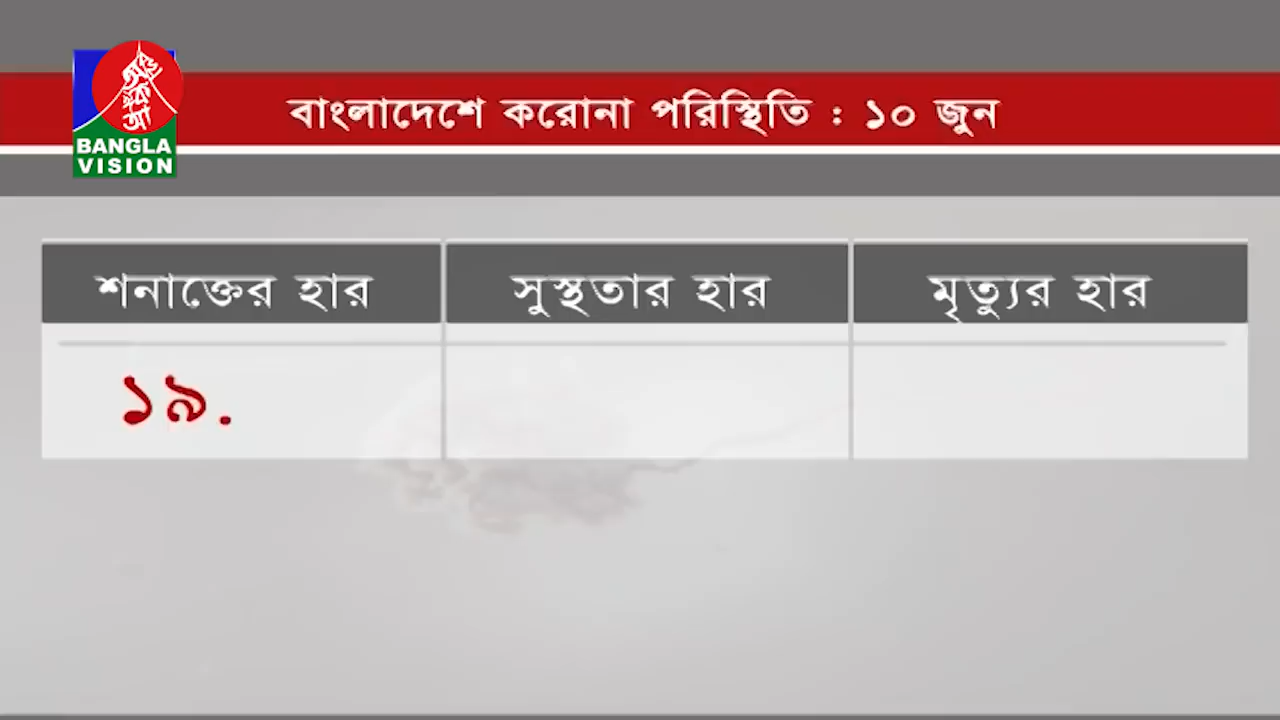 বাংলাদেশে করোনা পরিস্থিতি : ১০ জুন
BANGLA
VISION
শনাক্তের হার সুস্থতার হার মৃত্যুর হার
১৯.